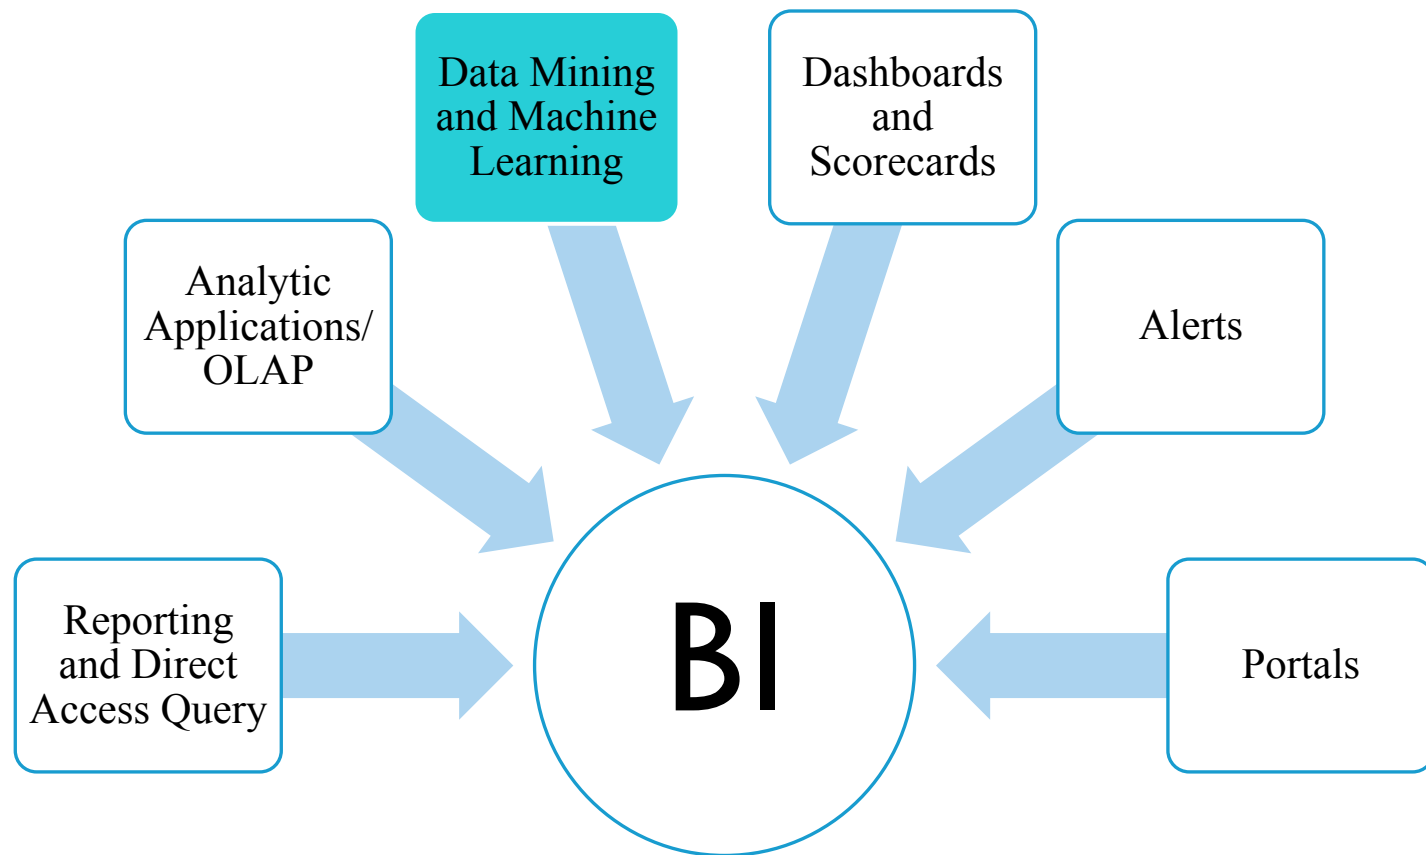 Data Mining
and Machine
Learning
Dashboards
and
Scorecards
Analytic
Applications/
OLAP
Alerts
Reporting
and Direct
Access Query
BI
Portals